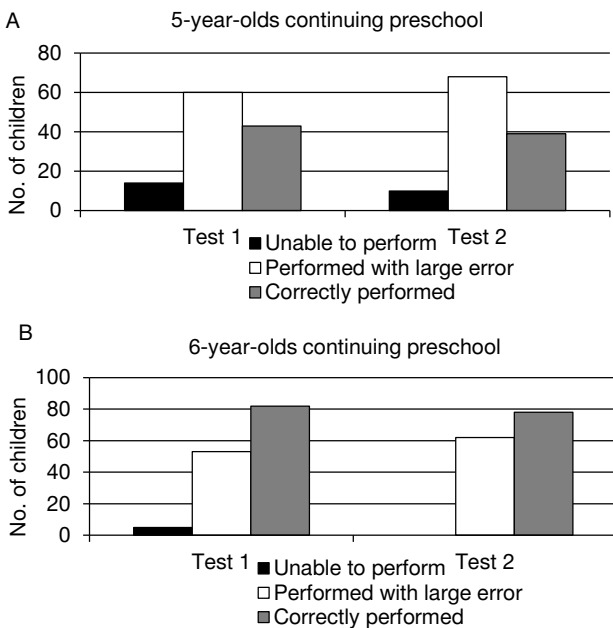 A
5-year-olds continuing preschool
No. of children
80
60
40
20
0
Test 1
Test 2
Unable to perform
Performed with large error
Correctly performed
B
6-year-olds continuing preschool
No. of children
100
80
60
40
20
0
Test 1
Test 2
Unable to perform
Performed with large error
Correctly performed